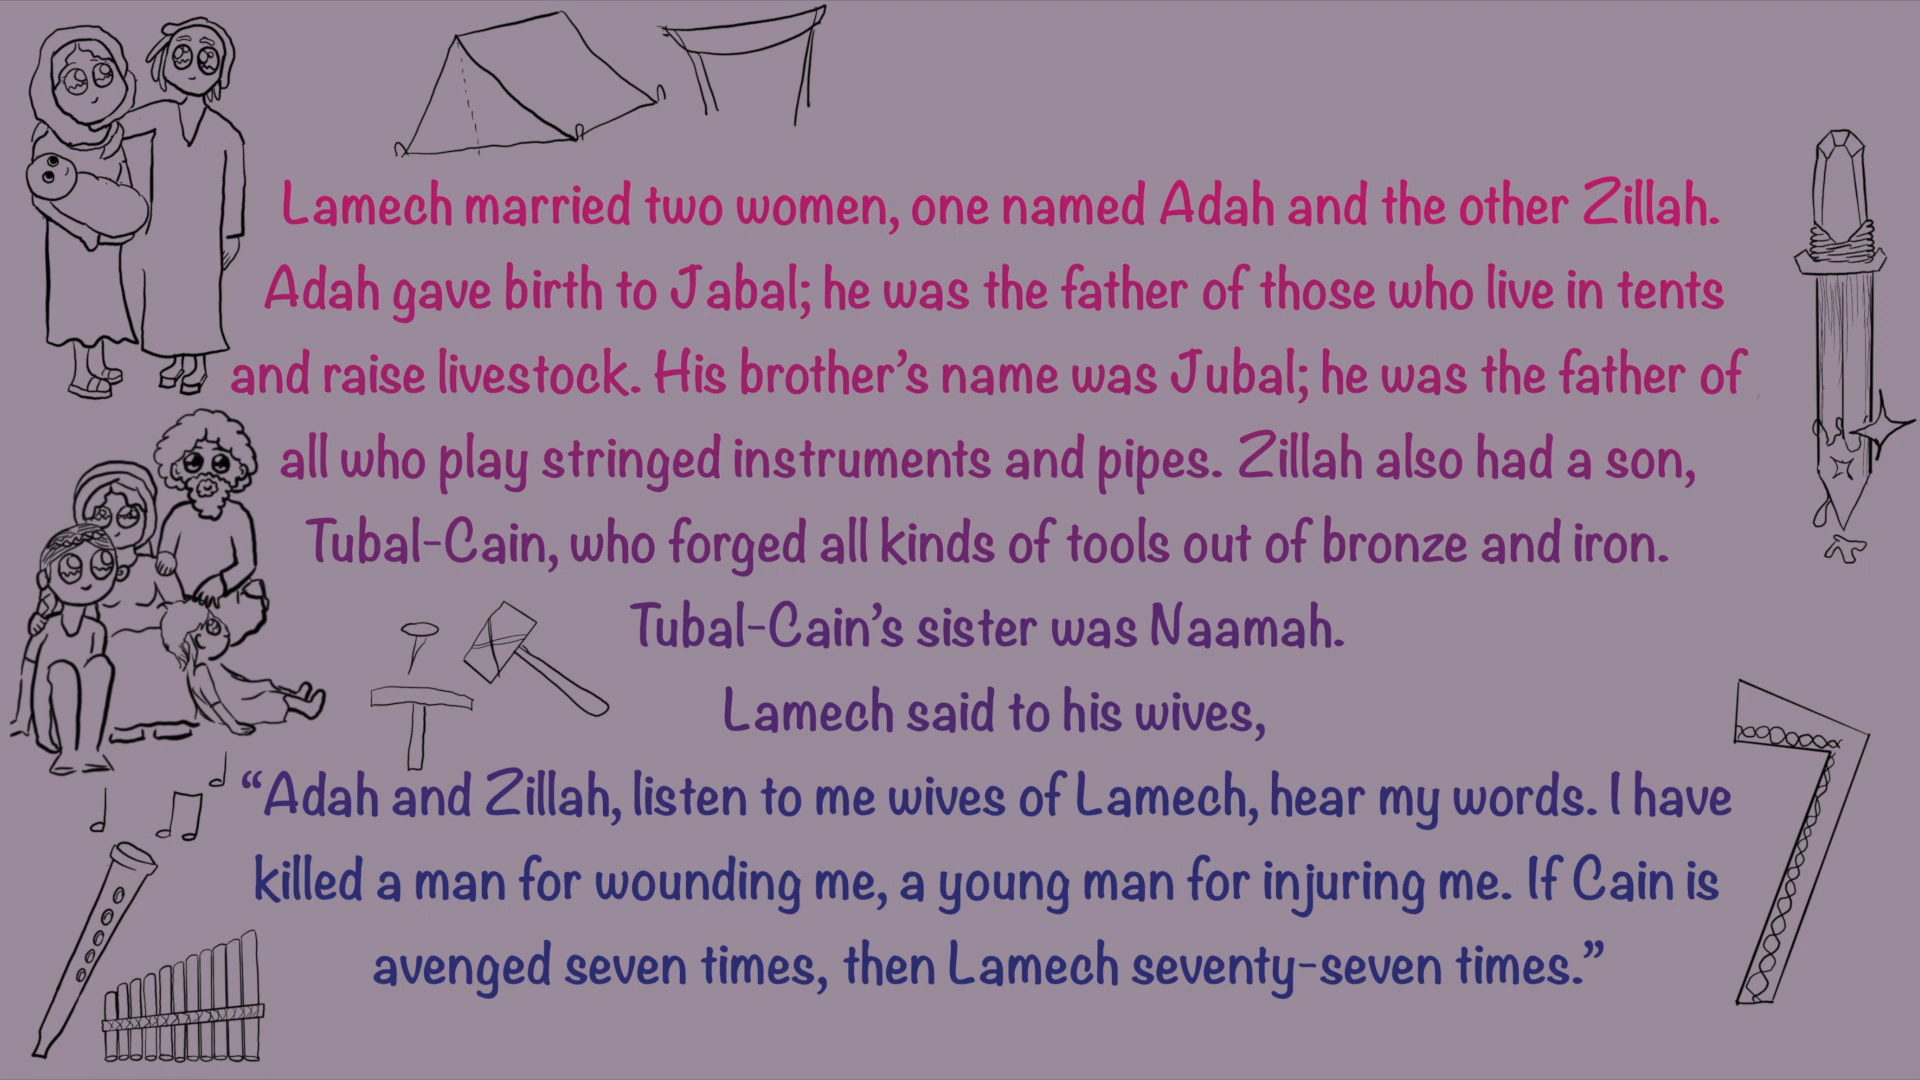 Lamech married two women, one named Adah and the other Zillah.
Adah gave birth to Jabal; he was the father of those who live in tents
and raise livestock. His brother’s name was Jubal; he was the father of
all who play stringed instruments and pipes. Zillah also had a son,
Tubal-Cain, who forged all kinds of tools out of bronze and iron.
Tubal-Cain’s sister was Naamah.
Lamech said to his wives,
“Adah and Zillah, listen to me wives of Lamech, hear my words. I have
killed a man for wounding me, a young man for injuring me. If Cain is
avenged seven times, then Lamech seventy-seven times.”
7